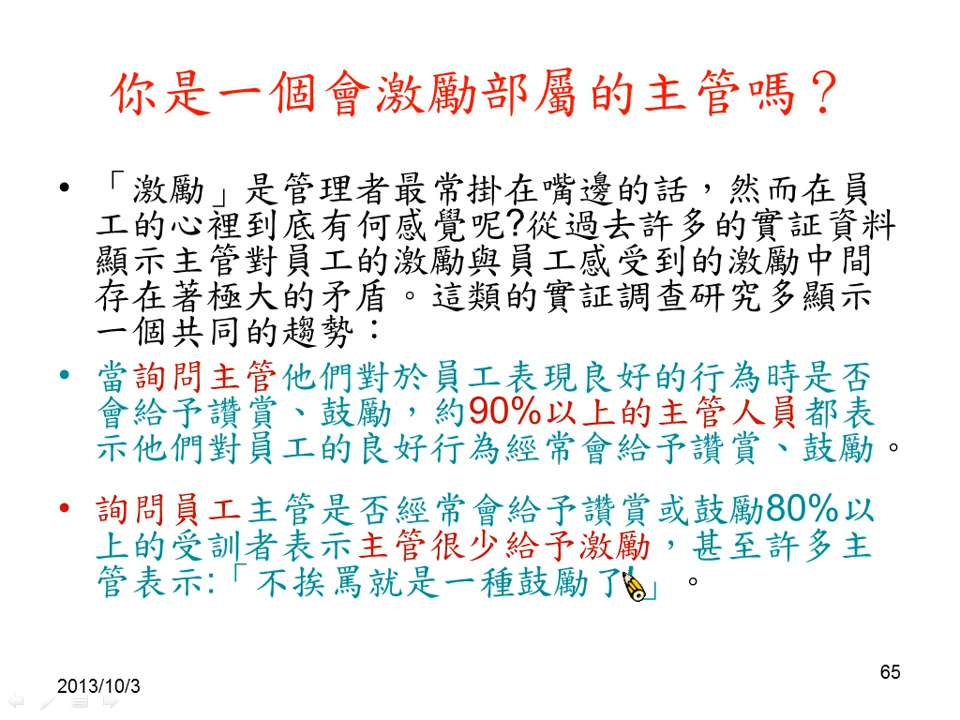 你是一個會激勵部屬的主管嗎？
• 「激勵」是管理者最常掛在嘴邊的話，然而在員
工的心裡到底有何感覺呢?從過去許多的實証資料
顯示主管對員工的激勵與員工感受到的激勵中間
存在著極大的矛盾。這類的實証調查研究多顯示
一個共同的趨勢：
• 當詢問主管他們對於員工表現良好的行為時是否
會給予讚賞、鼓勵，約90%以上的主管人員都表
示他們對員工的良好行為經常會給予讚賞、鼓勵。
• 詢問員工主管是否經常會給予讚賞或鼓勵80%以
上的受訓者表示主管很少給予激勵，甚至許多主
管表示:「不挨罵就是一種鼓勵了!」。
2013/10/3
65